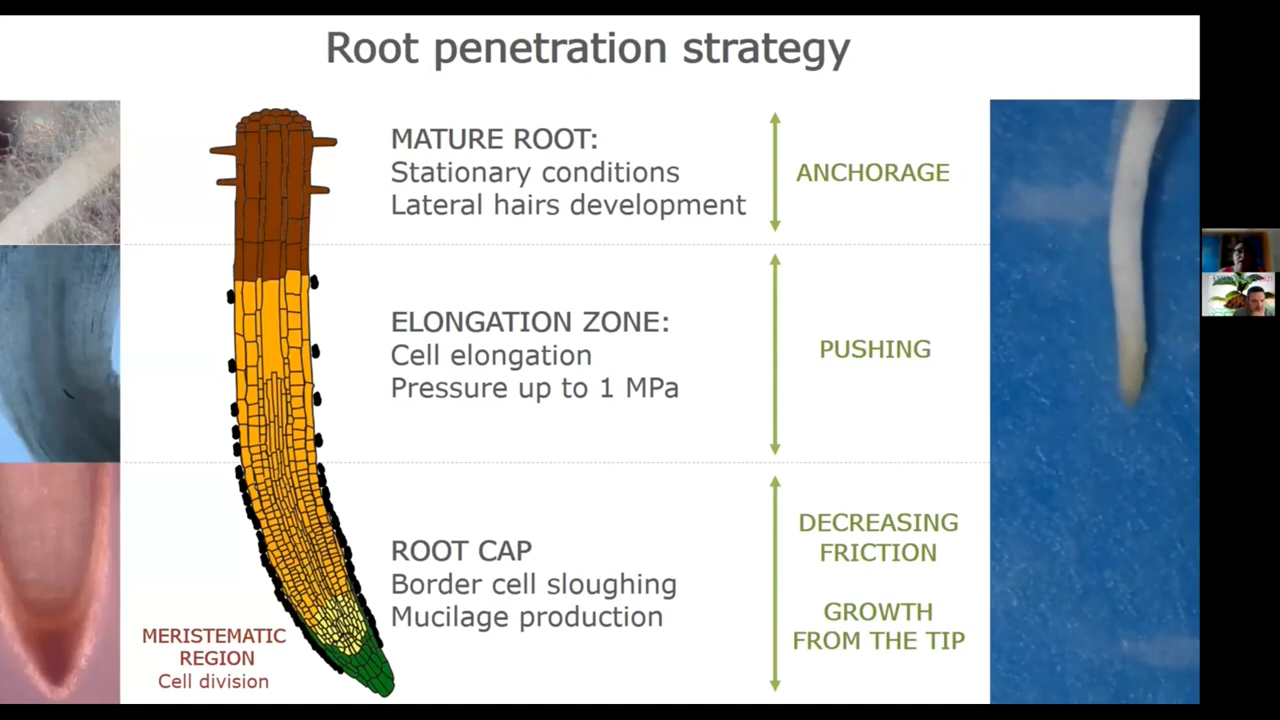 Root penetration strategy
MATURE ROOT:
Stationary conditions
Lateral hairs development
ANCHORAGE
ELONGATION ZONE:
Cell elongation
Pressure up to 1 MPa
PUSHING
ROOT CAP
Border cell sloughing
Mucilage production
DECREASING
FRICTION
GROWTH
FROM THE TIP
MERISTEMATIC
REGION
Cell division